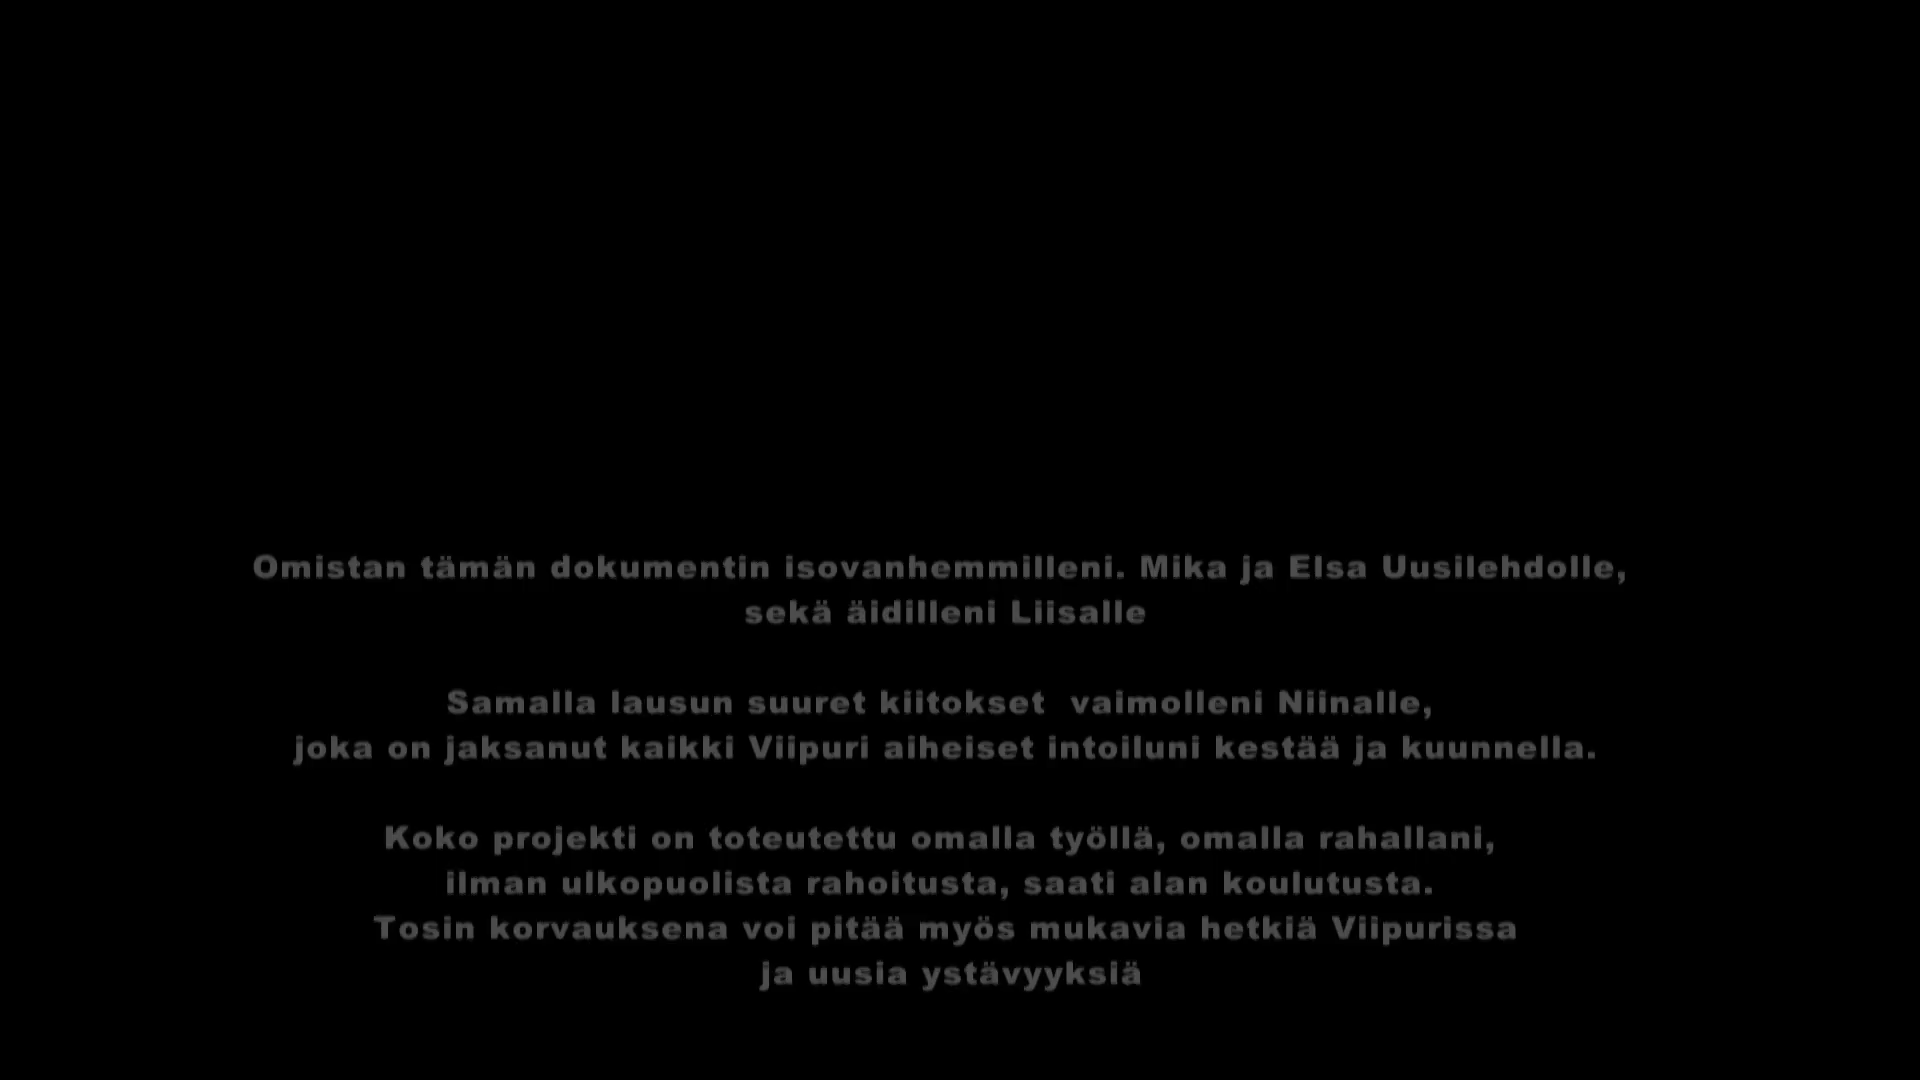 Omistan tämän dokumentin isovanhemmilleni. Mika ja Elsa Uusilehdolle,
sekä äidilleni Liisalle
Samalla lausun suuret kiitokset  vaimolleni Niinalle,
joka on jaksanut kaikki Viipuri aiheiset intoiluni kestää ja kuunnella.
Koko projekti on toteutettu omalla työllä, omalla rahallani,
ilman ulkopuolista rahoitusta, saati alan koulutusta.
Tosin korvauksena voi pitää myös mukavia hetkiä Viipurissa
ja uusia ystävyyksiä